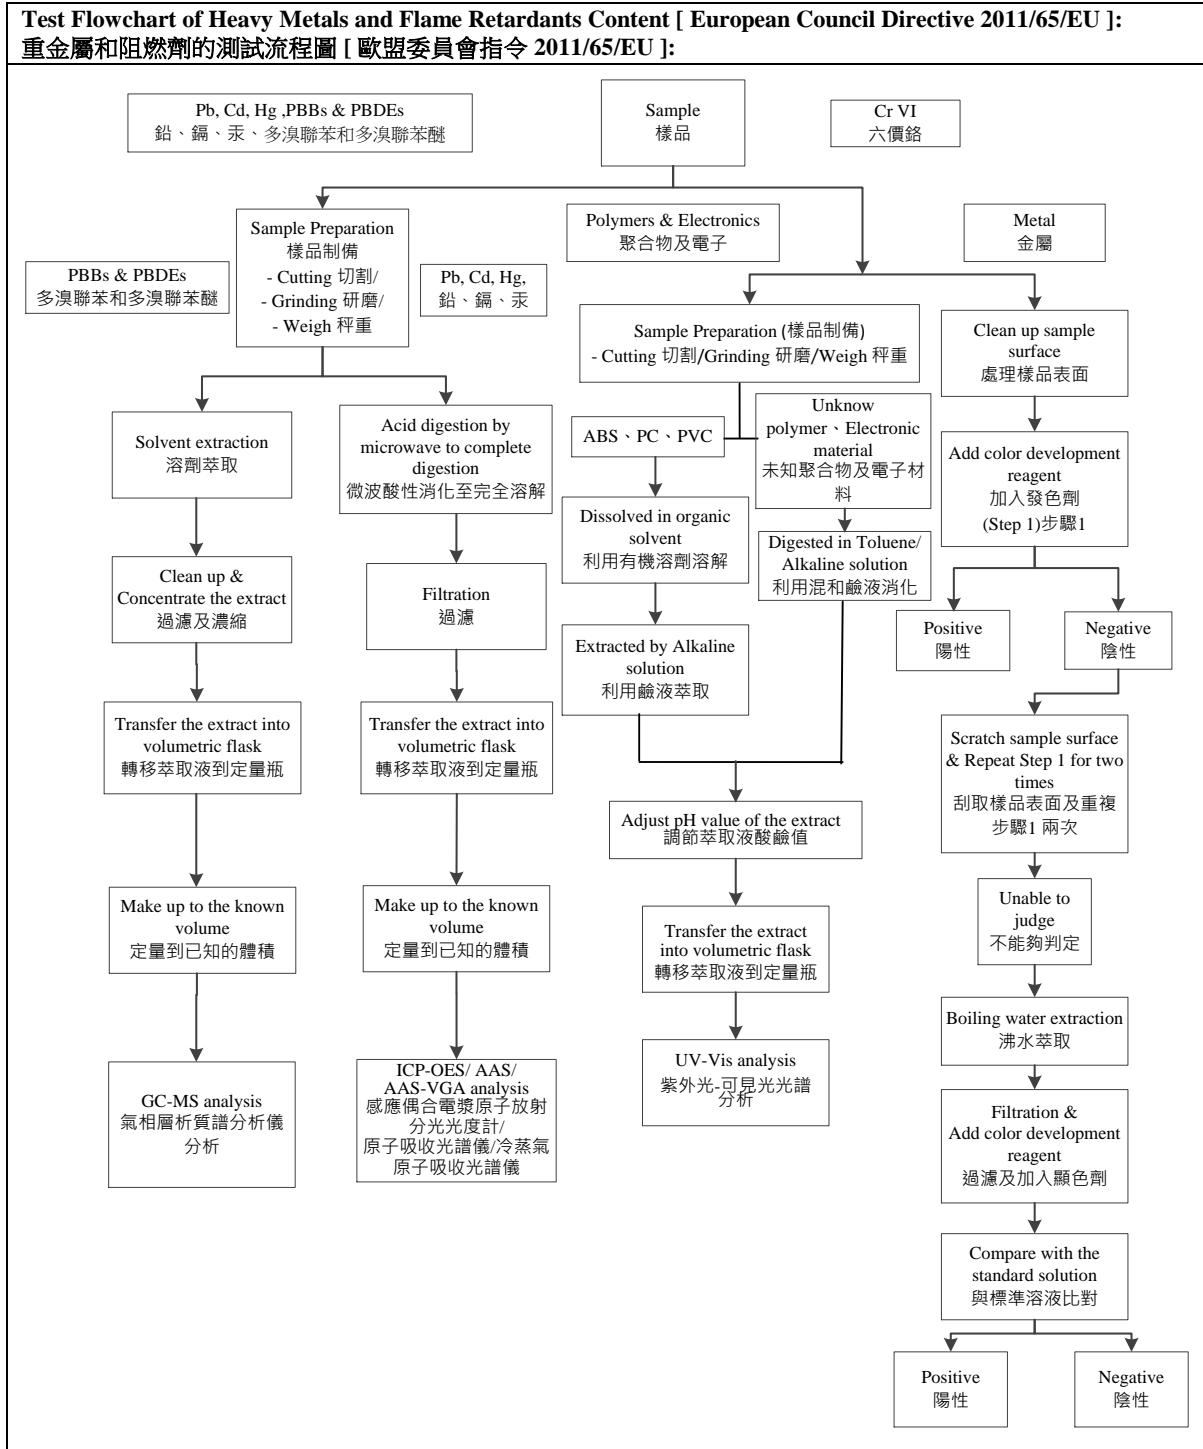 Test Flowchart of Heavy Metals and Flame Retardants Content [ European Council Directive 2011/65/EU ]:
重金屬和阻燃劑的測試流程圖 [ 歐盟委員會指令 2011/65/EU ]:
Pb, Cd, Hg ,PBBs & PBDEs
鉛、鎘、汞、多溴聯苯和多溴聯苯醚
Sample
樣品
Cr VI
六價鉻
Sample Preparation
樣品制備
- Cutting 切割/
- Grinding 研磨/
- Weigh 秤重
PBBs & PBDEs
多溴聯苯和多溴聯苯醚
Pb, Cd, Hg,
鉛、鎘、汞
Polymers & Electronics
聚合物及電子
Metal
金屬
Solvent extraction
溶劑萃取
Clean up &
Concentrate the extract
過濾及濃縮
Transfer the extract into
volumetric flask
轉移萃取液到定量瓶
Make up to the known
volume
定量到已知的體積
GC-MS analysis
氣相層析質譜分析儀
分析
Acid digestion by
microwave to complete
digestion
微波酸性消化至完全溶解
Filtration
過濾
Transfer the extract into
volumetric flask
轉移萃取液到定量瓶
Make up to the known
volume
定量到已知的體積
ICP-OES/ AAS/
AAS-VGA analysis
感應偶合電漿原子放射
分光光度計/
原子吸收光譜儀/冷蒸氣
原子吸收光譜儀
Sample Preparation (樣品制備)
- Cutting 切割/Grinding 研磨/Weigh 秤重
ABS、PC、PVC
Dissolved in organic
solvent
利用有機溶劑溶解
Extracted by Alkaline
solution
利用鹼液萃取
Unknow
polymer、Electronic
material
未知聚合物及電子材
料
Digested in Toluene/
Alkaline solution
利用混和鹼液消化
Adjust pH value of the extract
調節萃取液酸鹼值
Transfer the extract
into volumetric flask
轉移萃取液到定量瓶
UV-Vis analysis
紫外光-可見光光譜
分析
Clean up sample
surface
處理樣品表面
Add color development
reagent
加入發色劑
(Step 1)步驟1
Positive
陽性
Negative
陰性
Scratch sample surface
& Repeat Step 1 for two
times
刮取樣品表面及重複
步驟1 兩次
Unable to
judge
不能夠判定
Boiling water extraction
沸水萃取
Filtration &
Add color development
reagent
過濾及加入顯色劑
Compare with the
standard solution
與標準溶液比對
Positive
陽性
Negative
陰性